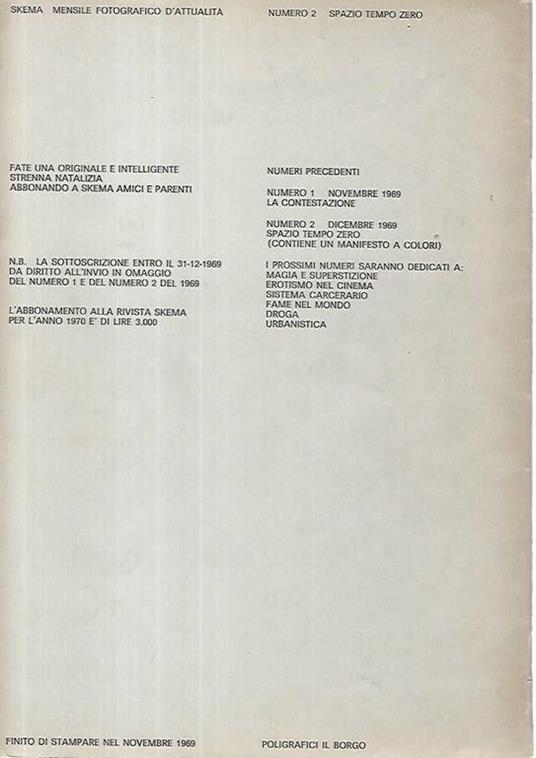 SKEMA MENSILE FOTOGRAFICO D'ATTUALITÀ
NUMERO 2 SPAZIO TEMPO ZERO
FATE UNA ORIGINALE E INTELLIGENTE
STRENNA NATALIZIA
ABBONANDO A SKEMA AMICI E PARENTI
N.B. LA SOTTOSCRIZIONE ENTRO IL 31-12-1969
DA DIRITTO ALL'INVIO IN OMAGGIO
DEL NUMERO 1 E DEL NUMERO 2 DEL 1969
L'ABBONAMENTO ALLA RIVISTA SKEMA
PER L'ANNO 1970 E' DI LIRE 3.000
NUMERI PRECEDENTI
NUMERO 1 NOVEMBRE 1969
LA CONTESTAZIONE
NUMERO 2 DICEMBRE 1969
SPAZIO TEMPO ZERO
(CONTIENE UN MANIFESTO A COLORI)
I PROSSIMI NUMERI SARANNO DEDICATI A:
MAGIA E SUPERSTIZIONE
EROTISMO NEL CINEMA
SISTEMA CARCERARIO
FAME NEL MONDO
DROGA
URBANISTICA
FINITO DI STAMPARE NEL NOVEMBRE 1969
POLIGRAFICI IL BORGO